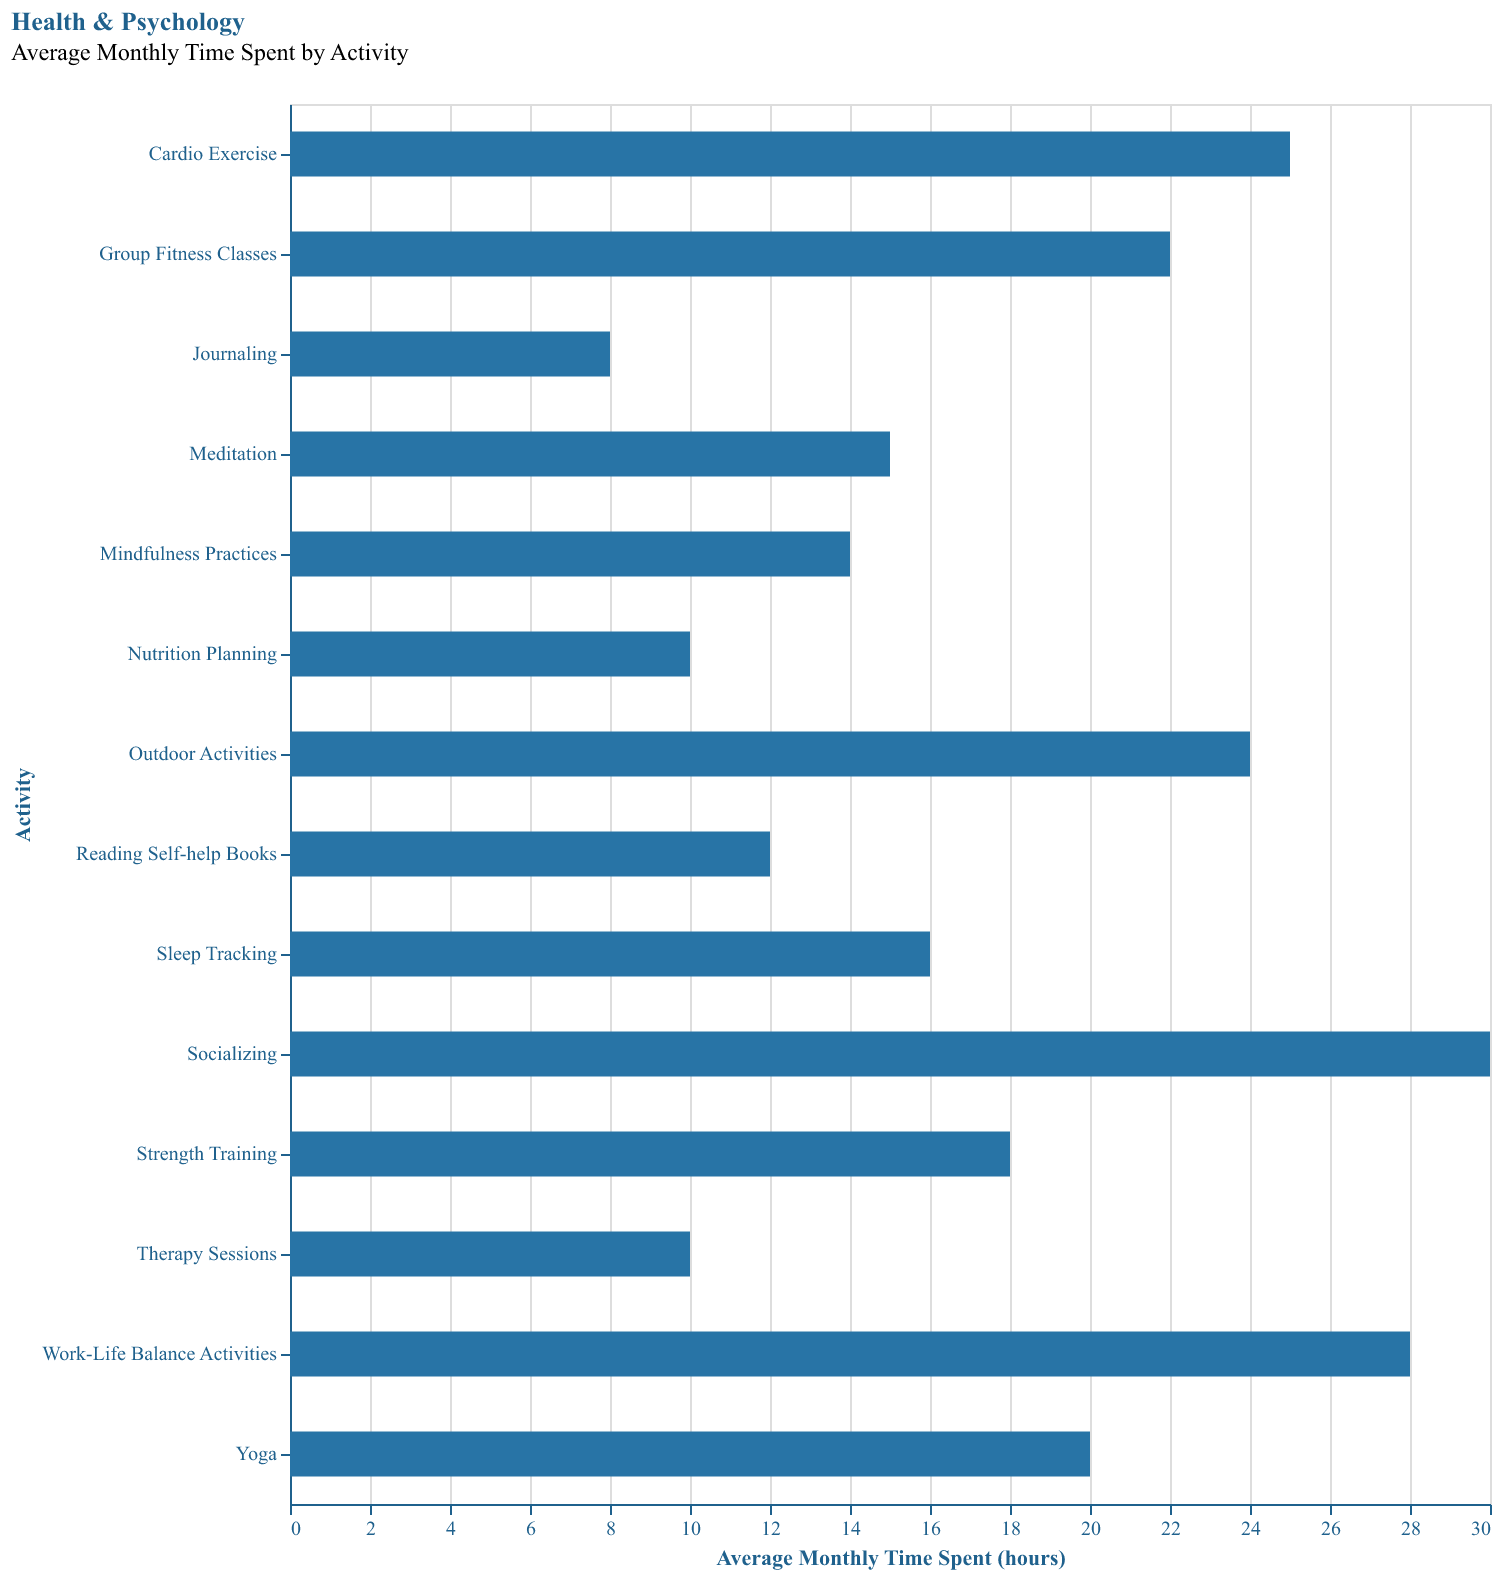 Health & Psychology
Average Monthly Time Spent by Activity
Activity
Cardio Exercise
Group Fitness Classes
Journaling
Meditation
Mindfulness Practices
Nutrition Planning
Outdoor Activities
Reading Self-help Books
Sleep Tracking
Socializing
Strength Training
Therapy Sessions
Work-Life Balance Activities
Yoga
0 2 4 6 8 10 12 14 16 18 20 22 24 26 28 30
Average Monthly Time Spent (hours)